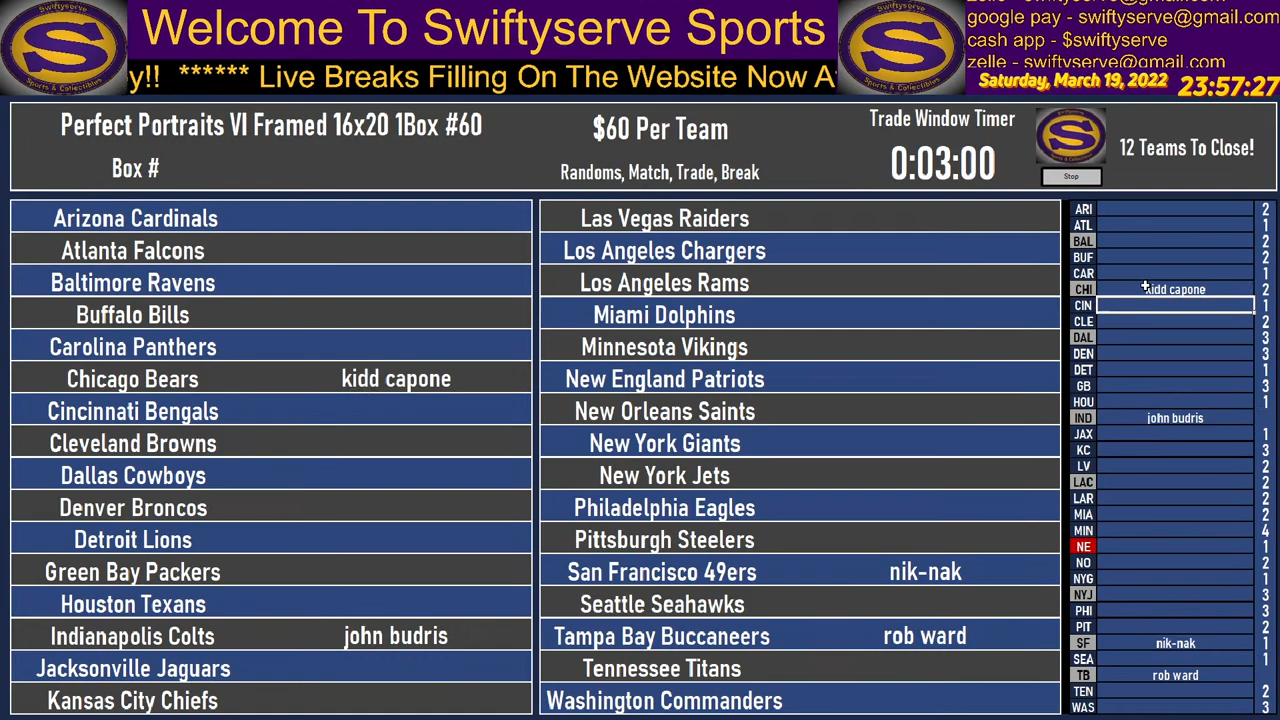 Welcome To Swiftyserve Sports
google pay - swiftyserve@gmail.com
cash app - $swiftyserve
zelle - swiftyserve@gmail.com
y!! ****** Live Breaks Filling On The Website Now A
Saturday, March 19, 2022 23:57:27
Perfect Portraits VI Framed 16x20 1Box #60
Box #
$60 Per Team
Randoms, Match, Trade, Break
Trade Window Timer
0:03:00
Stop
12 Teams To Close!
Arizona Cardinals
Atlanta Falcons
Baltimore Ravens
Buffalo Bills
Carolina Panthers
Chicago Bears kidd capone
Cincinnati Bengals
Cleveland Browns
Dallas Cowboys
Denver Broncos
Detroit Lions
Green Bay Packers
Houston Texans
Indianapolis Colts john budris
Jacksonville Jaguars
Kansas City Chiefs
Las Vegas Raiders
Los Angeles Chargers
Los Angeles Rams
Miami Dolphins
Minnesota Vikings
New England Patriots
New Orleans Saints
New York Giants
New York Jets
Philadelphia Eagles
Pittsburgh Steelers
San Francisco 49ers nik-nak
Seattle Seahawks
Tampa Bay Buccaneers rob ward
Tennessee Titans
Washington Commanders
ARI 2
ATL 1
BAL 2
BUF 2
CAR 1
CHI kidd capone 2
CIN 1
CLE 2
DAL 3
DEN 3
DET 1
GB 3
HOU 1
IND john budris
JAX 1
KC 3
LV 2
LAC 2
LAR 2
MIA 2
MIN 4
NE 1
NO 2
NYG 1
NYJ 3
PHI 3
PIT 2
SF nik-nak 1
SEA 1
TB rob ward
TEN 2
WAS 3